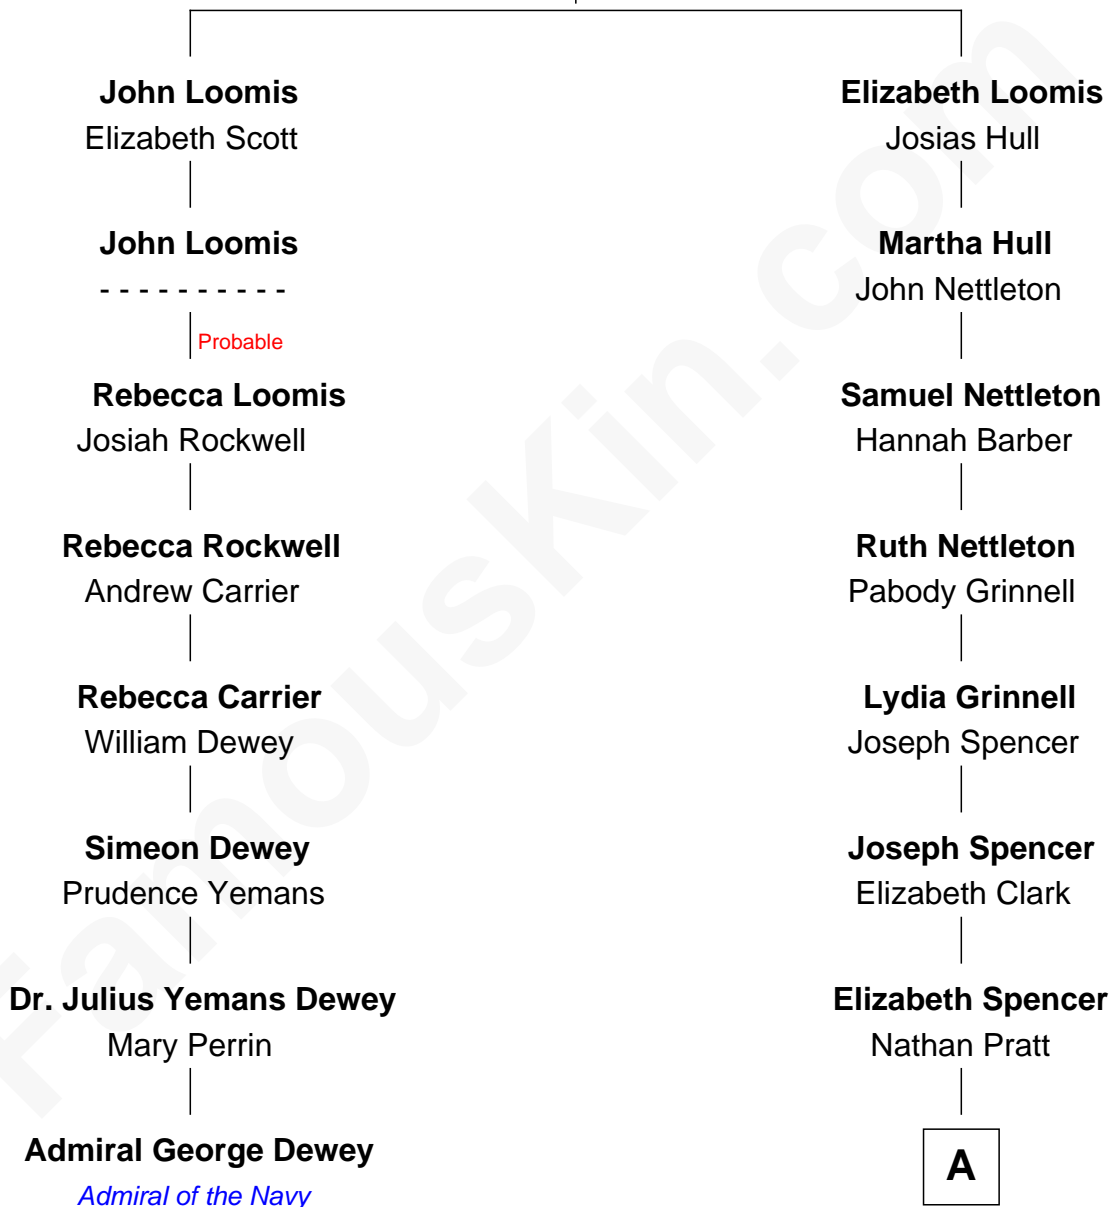 John Loomis
Elizabeth Scott
John Loomis
- - - - - - - - - -
Probable
Rebecca Loomis
Josiah Rockwell
Rebecca Rockwell
Andrew Carrier
Rebecca Carrier
William Dewey
Simeon Dewey
Prudence Yemans
Dr. Julius Yemans Dewey
Mary Perrin
Admiral George Dewey
Admiral of the Navy
Elizabeth Loomis
Josias Hull
Martha Hull
John Nettleton
Samuel Nettleton
Hannah Barber
Ruth Nettleton
Pabody Grinnell
Lydia Grinnell
Joseph Spencer
Joseph Spencer
Elizabeth Clark
Elizabeth Spencer
Nathan Pratt
A
FamousKin.com